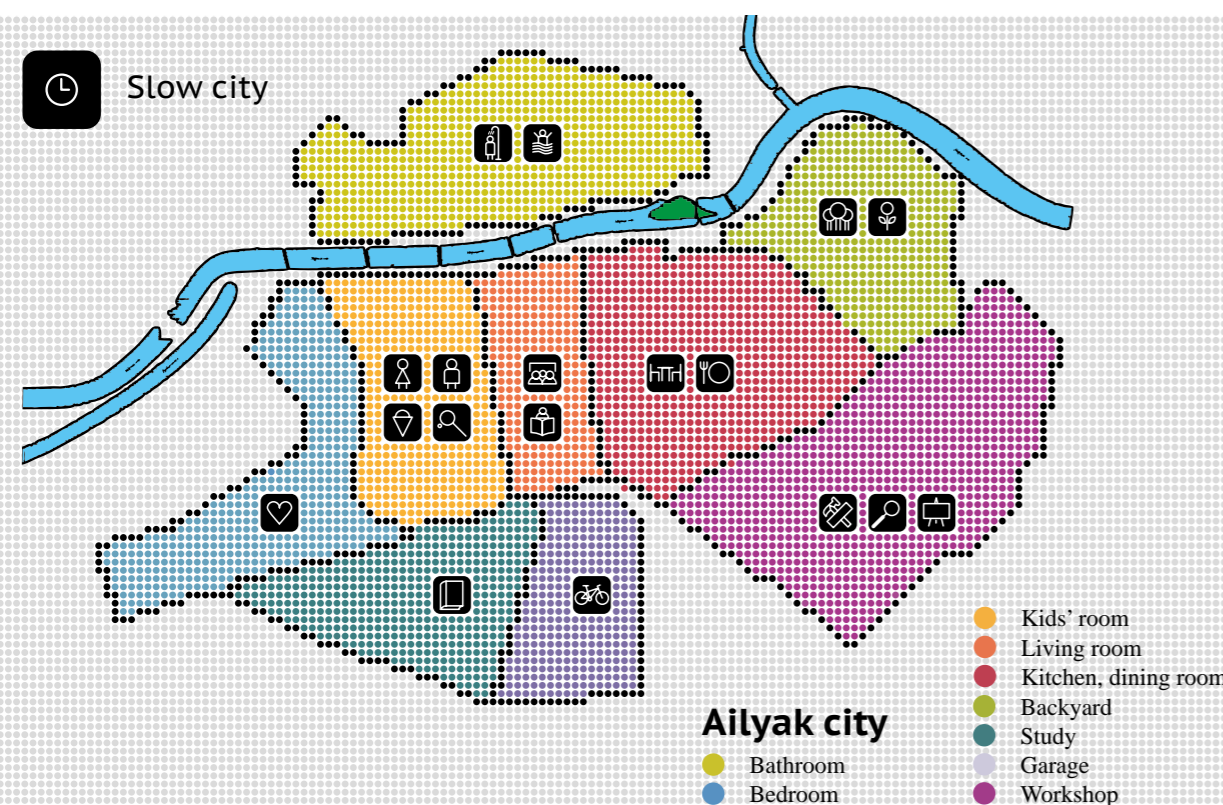 Slow city
Ailyak city
Bathroom
Bedroom
Kids' room
Living room
Kitchen, dining room
Backyard
Study
Garage
Workshop